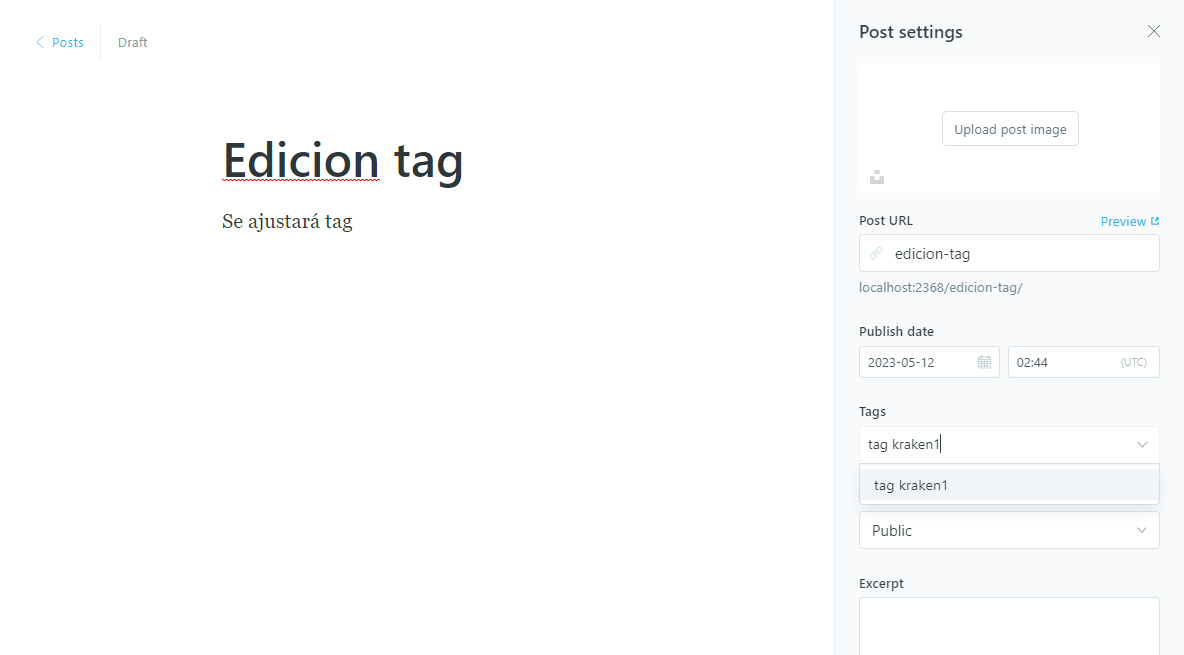 Posts
Draft
Edicion tag
Se ajustará tag
Post settings
Upload post image
Post URL
Preview
edicion-tag
localhost:2368/edicion-tag/
Publish date
2023-05-12
02:44
(UTC)
Tags
tag kraken1
tag kraken1
Public
Excerpt